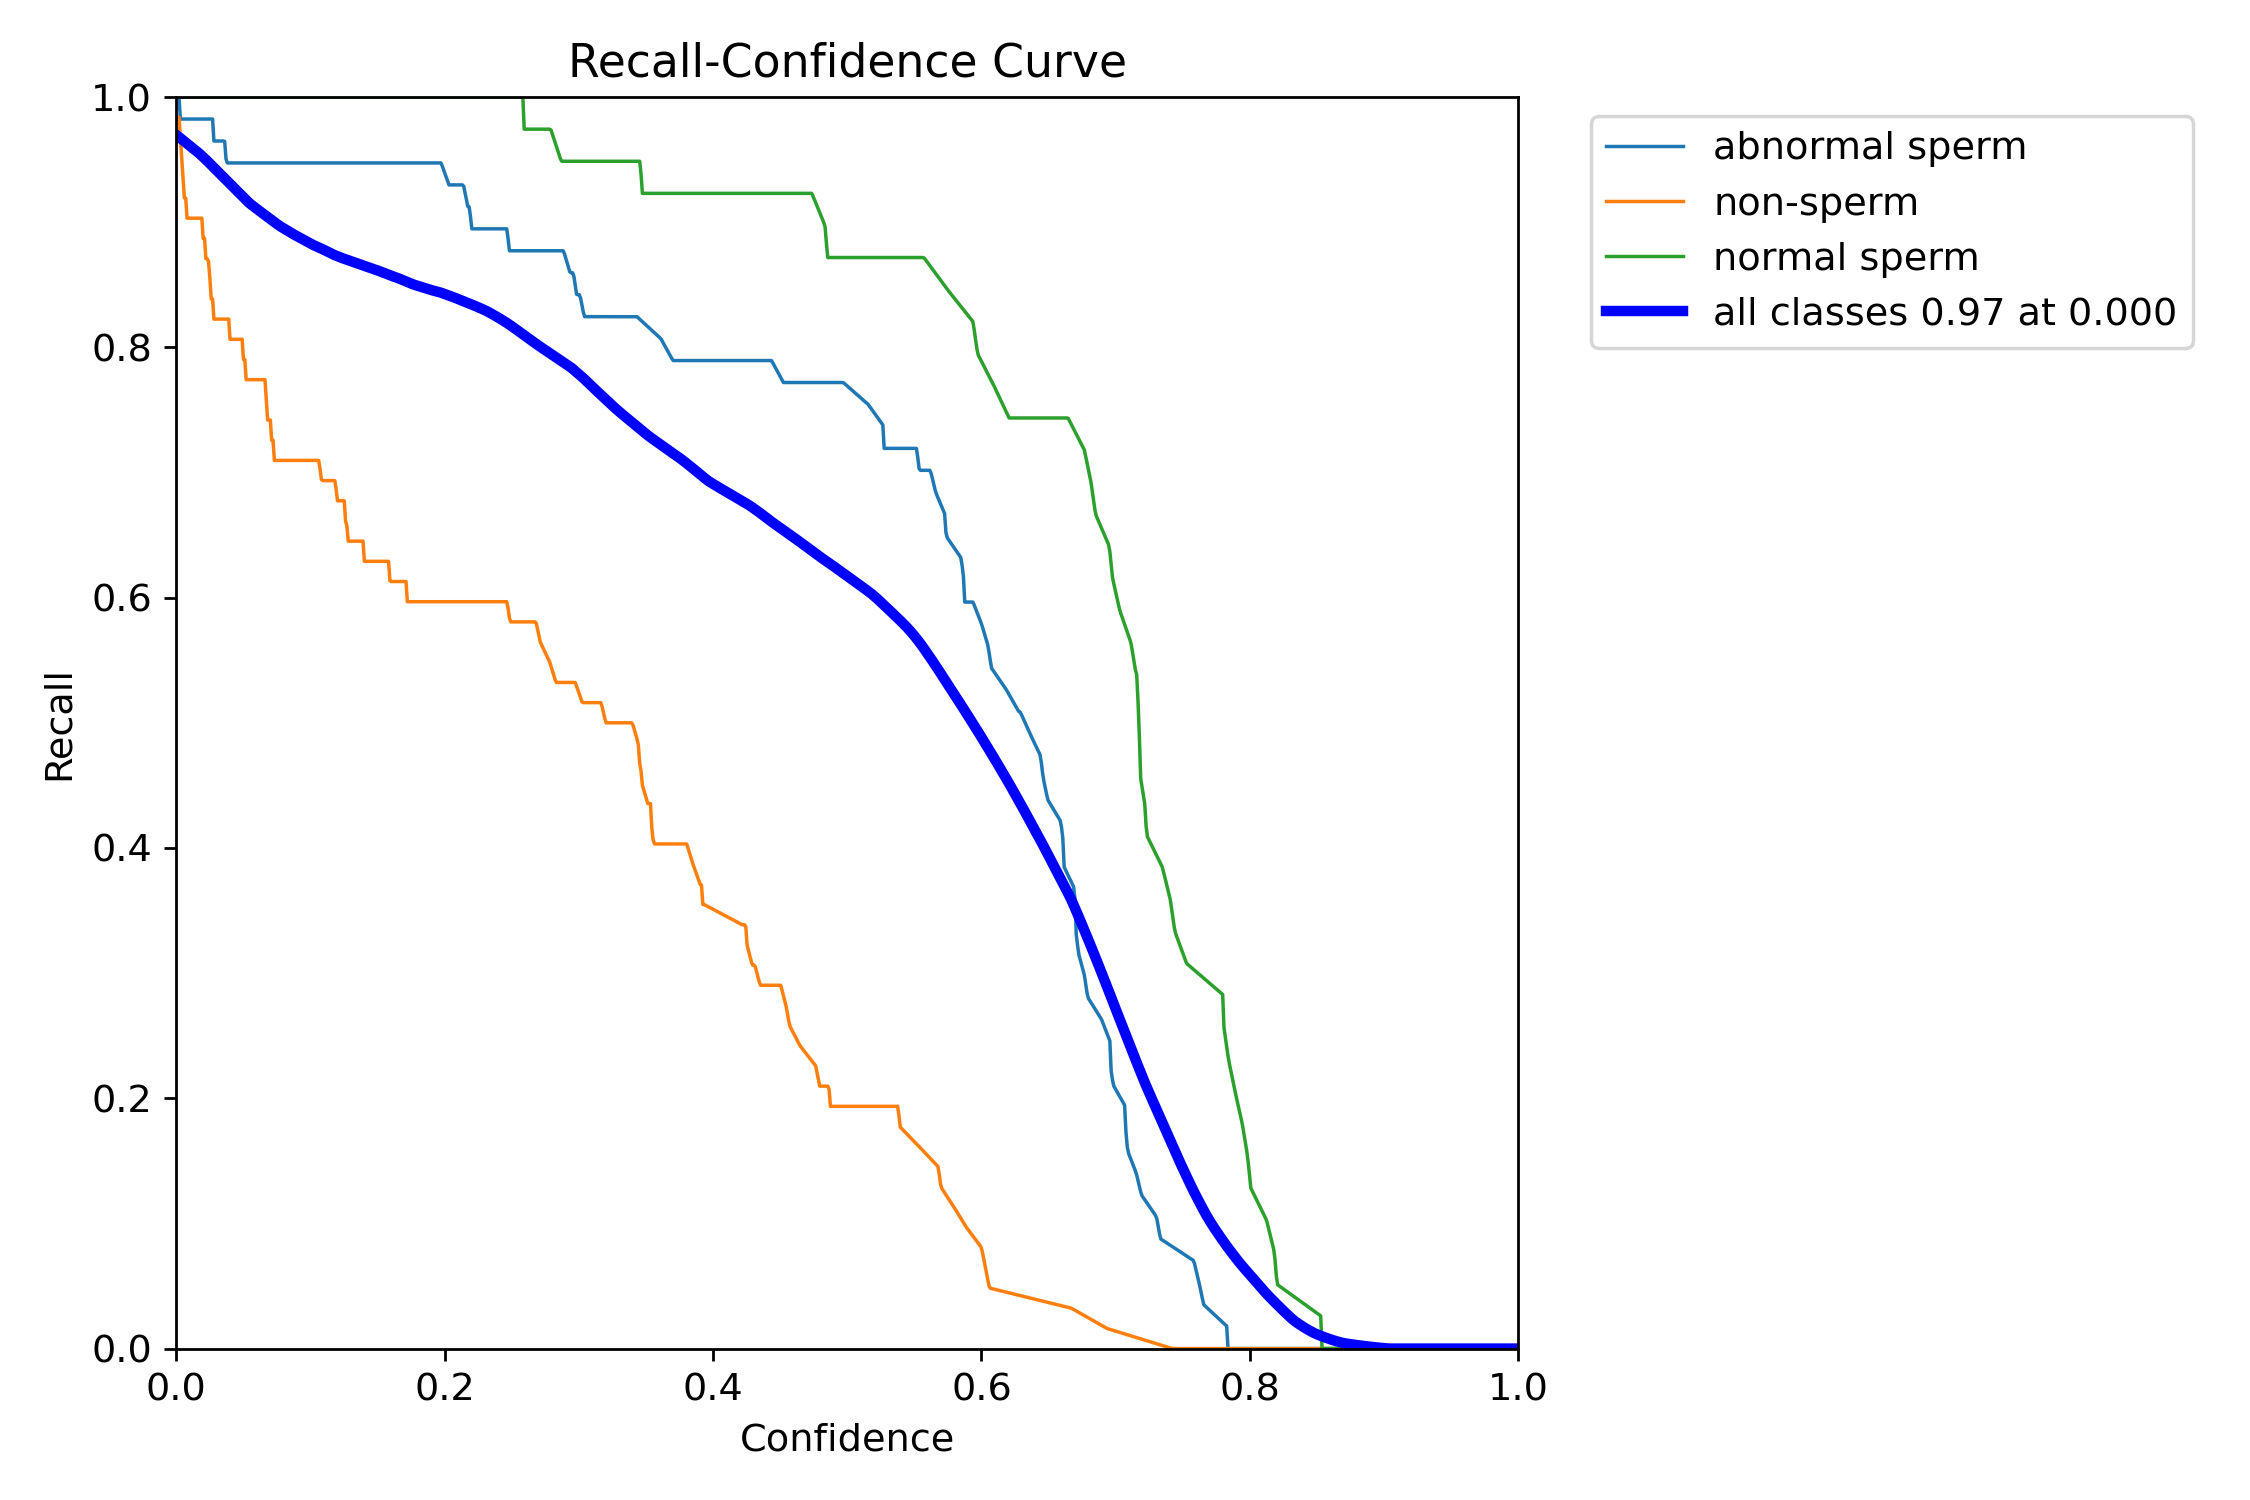 Recall-Confidence Curve
1.0
0.8
0.6
0.4
0.2
0.0
Recall
0.0 0.2 0.4 0.6 0.8 1.0
Confidence
abnormal sperm
non-sperm
normal sperm
all classes 0.97 at 0.000